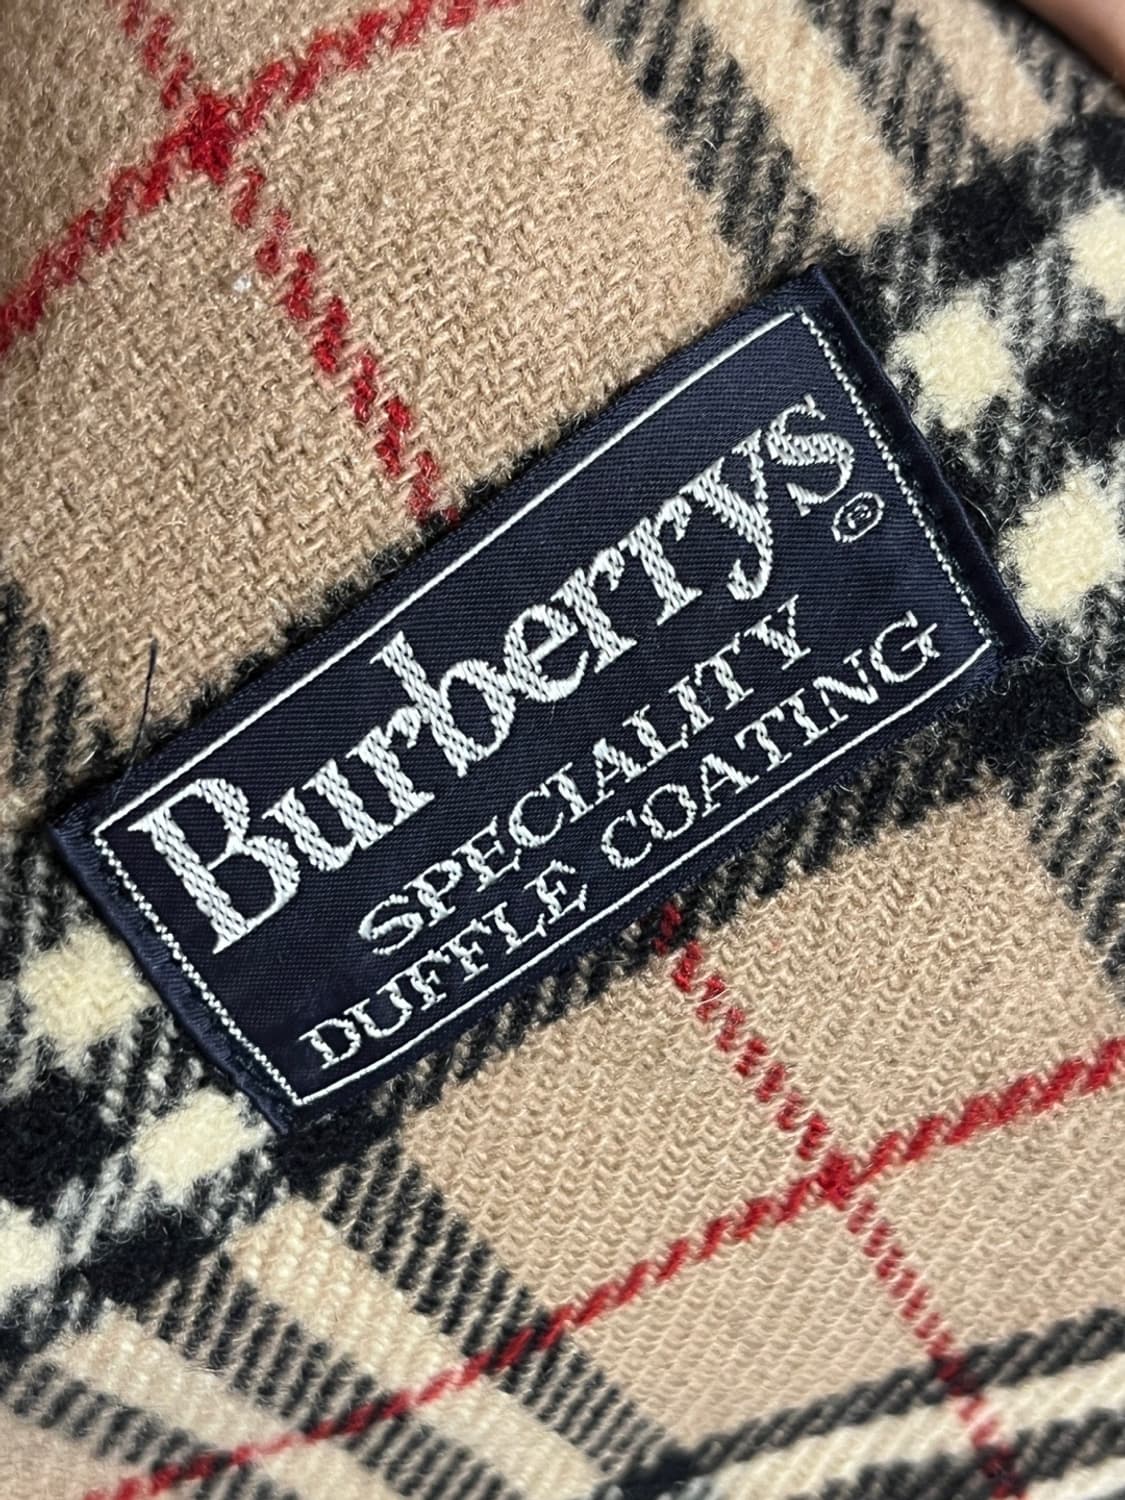 Burberrys®
SPECIALITY
DUFFLE COATING